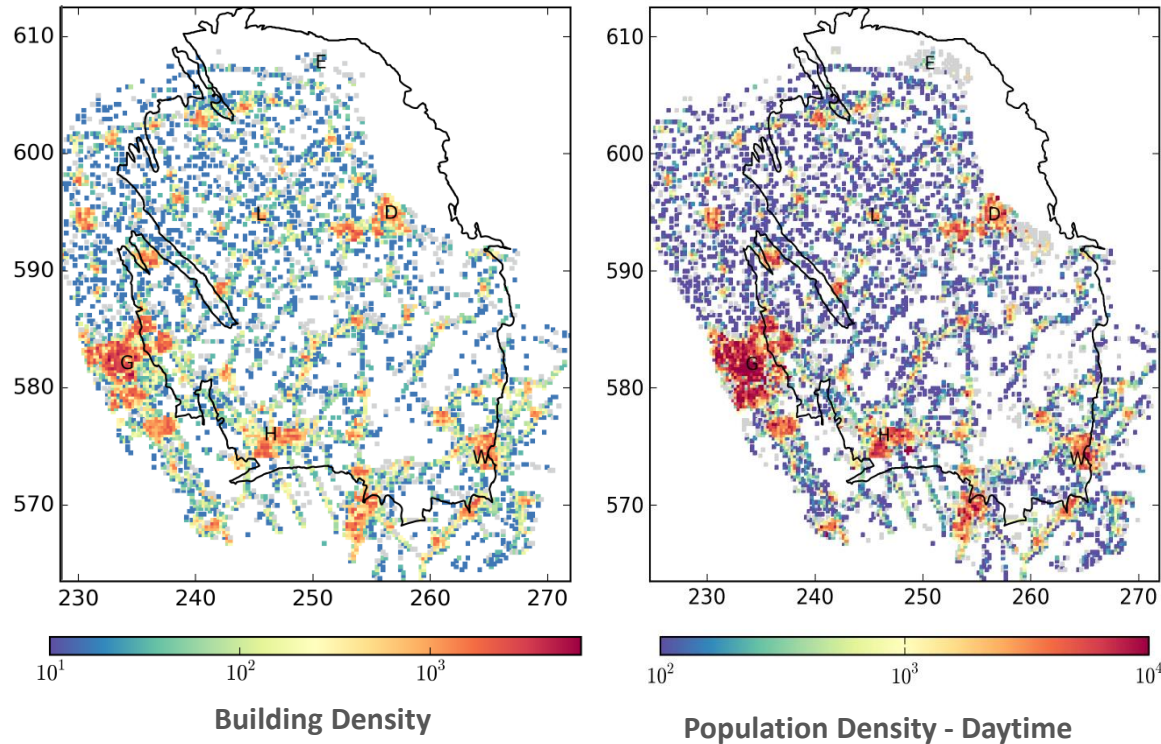 610
600
590
580
570
230 240 250 260 270
E
L
D
G
H
W
10^1 10^2 10^3
Building Density
610
600
590
580
570
230 240 250 260 270
E
L
D
G
H
W
10^2 10^3 10^4
Population Density - Daytime